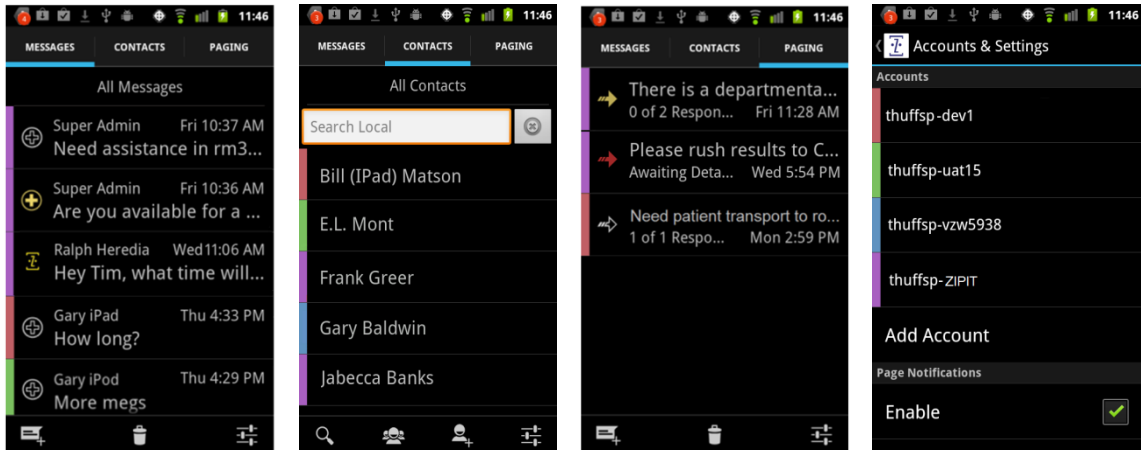 4
11:46
MESSAGES CONTACTS PAGING
All Messages
Super Admin Fri 10:37 AM
Need assistance in rm3...
Super Admin Fri 10:36 AM
Are you available for a ...
Ralph Heredia Wed11:06 AM
Hey Tim, what time will...
Gary iPad Thu 4:33 PM
How long?
Gary iPod Thu 4:29 PM
More megs
3
11:46
MESSAGES CONTACTS PAGING
All Contacts
Search Local
Bill (IPad) Matson
E.L. Mont
Frank Greer
Gary Baldwin
Jabecca Banks
3
11:46
MESSAGES CONTACTS PAGING
There is a departmenta...
0 of 2 Respon... Fri 11:28 AM
Please rush results to C...
Awaiting Deta... Wed 5:54 PM
Need patient transport to ro...
1 of 1 Respo... Mon 2:59 PM
3
11:46
Accounts & Settings
Accounts
thuffsp-dev1
thuffsp-uat15
thuffsp-vzw5938
thuffsp-ZIPIT
Add Account
Page Notifications
Enable